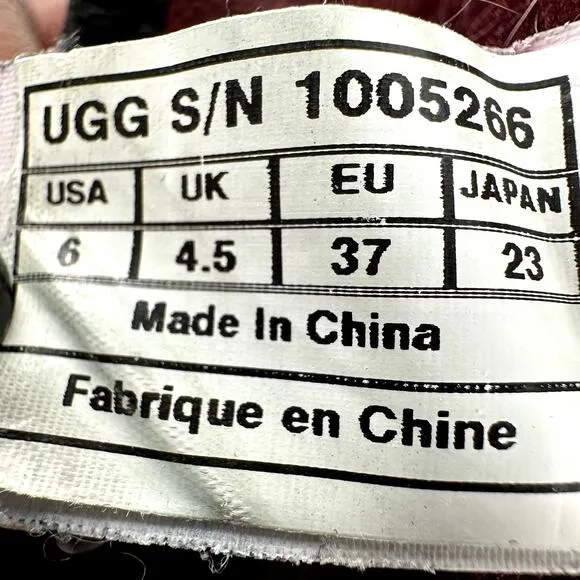 UGG S/N 1005266
USA UK EU JAPAN
6 4.5 37 23
Made In China
Fabrique en Chine